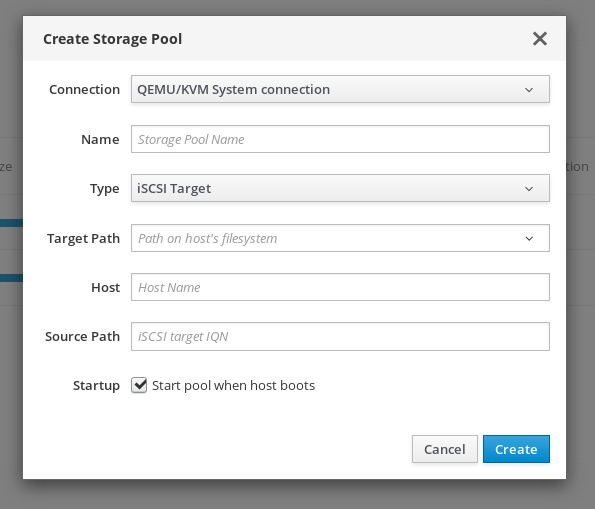 Create Storage Pool
Connection QEMU/KVM System connection
Name Storage Pool Name
ze tion
Type iSCSI Target
Target Path Path on host's filesystem
Host Host Name
Source Path iSCSI target IQN
Startup Start pool when host boots
Cancel Create